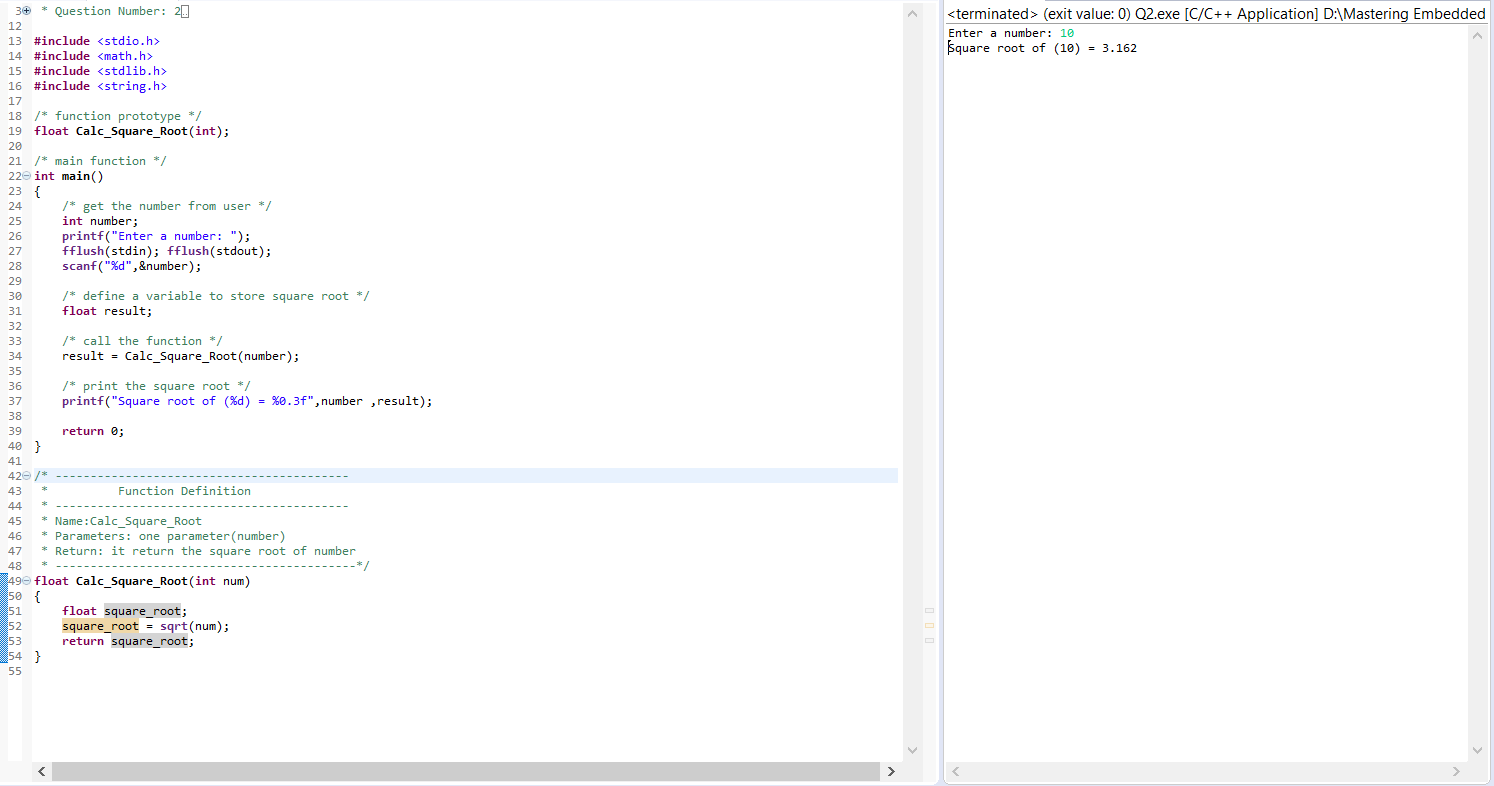 3 * Question Number: 2
12
13 #include <stdio.h>
14 #include <math.h>
15 #include <stdlib.h>
16 #include <string.h>
17
18 /* function prototype */
19 float Calc_Square_Root(int);
20
21 /* main function */
22 int main()
23 {
24     /* get the number from user */
25     int number;
26     printf("Enter a number: ");
27     fflush(stdin); fflush(stdout);
28     scanf("%d",&number);
29
30     /* define a variable to store square root */
31     float result;
32
33     /* call the function */
34     result = Calc_Square_Root(number);
35
36     /* print the square root */
37     printf("Square root of (%d) = %0.3f",number ,result);
38
39     return 0;
40 }
41
42 /* ------------------------------------------
43  *          Function Definition
44  * ------------------------------------------
45  * Name:Calc_Square_Root
46  * Parameters: one parameter(number)
47  * Return: it return the square root of number
48  * -------------------------------------------*/
49 float Calc_Square_Root(int num)
50 {
51     float square_root;
52     square_root = sqrt(num);
53     return square_root;
54 }
55
<terminated> (exit value: 0) Q2.exe [C/C++ Application] D:\Mastering Embedded
Enter a number: 10
Square root of (10) = 3.162